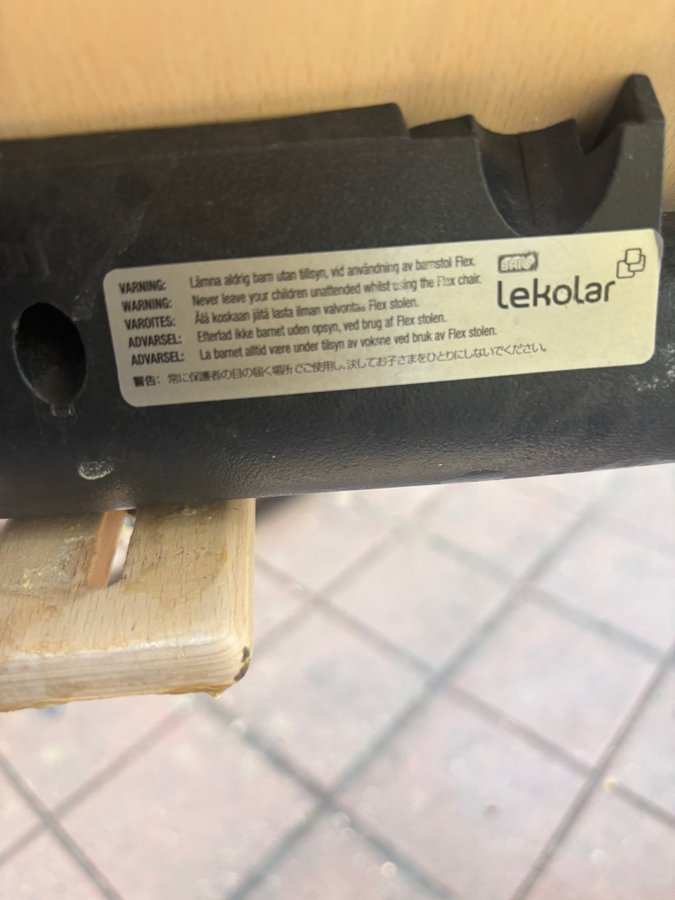 VARNING: Lämna aldrig barn utan tillsyn, vid användning av barnstol Flex.
WARNING: Never leave your children unattended whilst using the Flex chair.
VAROITES: Älä koskaan jätä lasta ilman valvontaa Flex stolen.
ADVARSEL: Efterlad ikke barnet uden opsyn, ved brug af Flex stolen.
ADVARSEL: La barnet alltid være under tilsyn av voksne ved bruk av Flex stolen.
警告: 常に保護者の目の届く場所でご使用し、決してお子さまをひとりにしないでください。
BRIO
lekolar